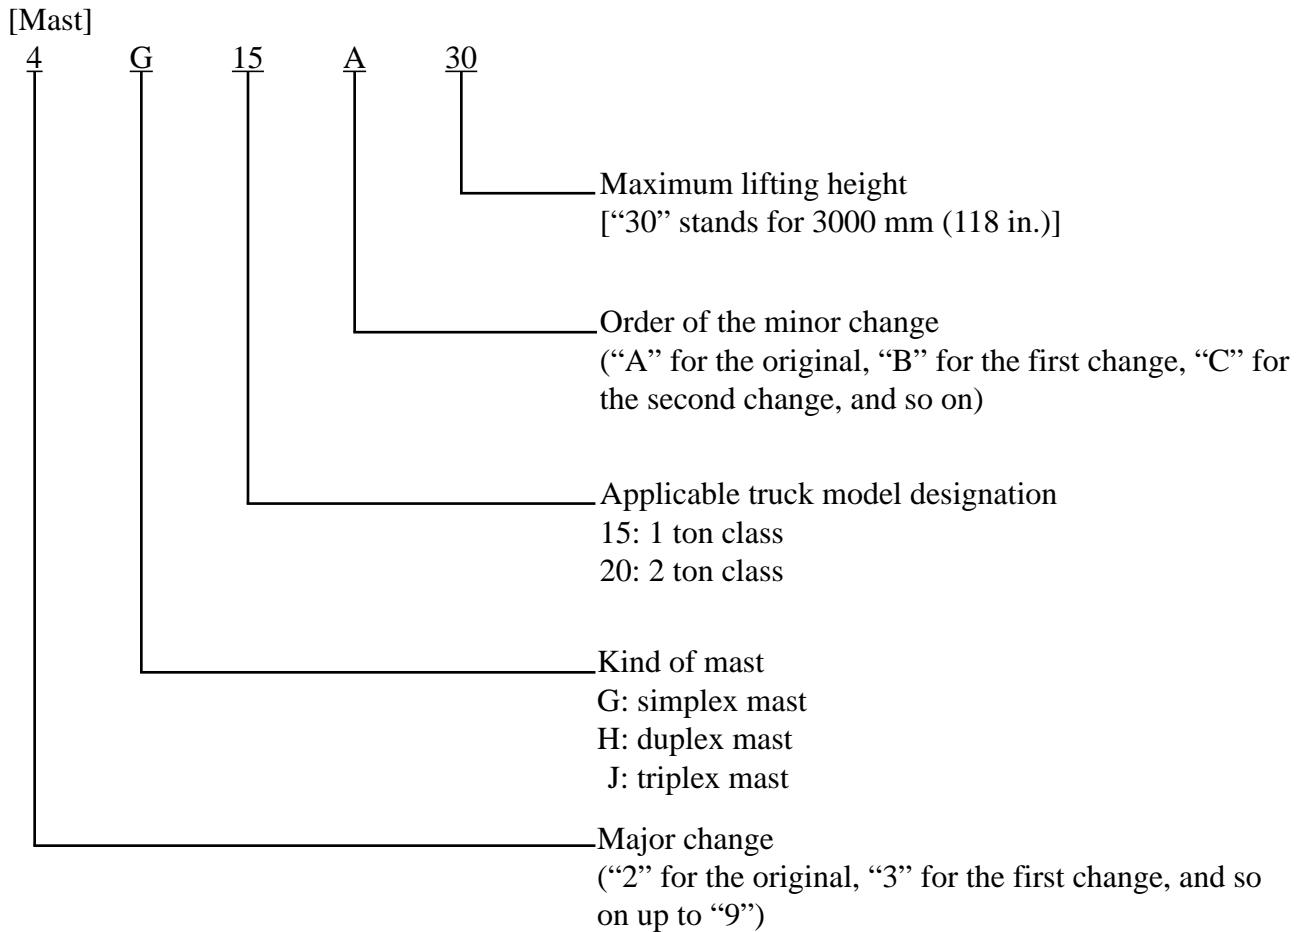 [Mast]
4 G 15 A 30
Maximum lifting height
[“30” stands for 3000 mm (118 in.)]
Order of the minor change
(“A” for the original, “B” for the first change, “C” for
the second change, and so on)
Applicable truck model designation
15: 1 ton class
20: 2 ton class
Kind of mast
G: simplex mast
H: duplex mast
J: triplex mast
Major change
(“2” for the original, “3” for the first change, and so
on up to “9”)